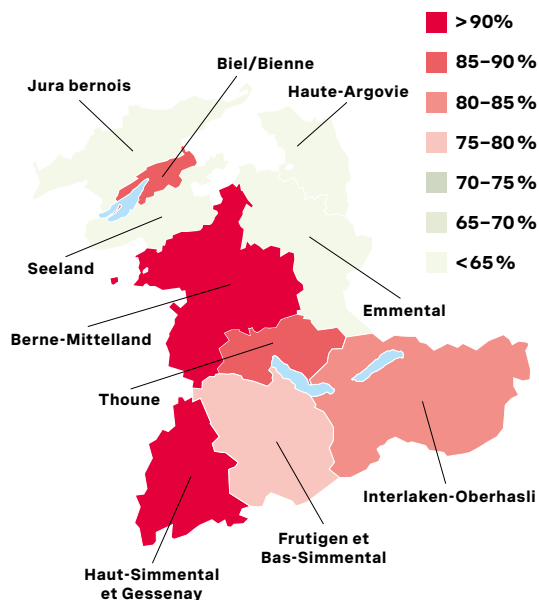 >90%
85–90%
80–85%
75–80%
70–75%
65–70%
<65%
Biel/Bienne
Jura bernois
Haute-Argovie
Seeland
Emmental
Berne-Mittelland
Thoune
Interlaken-Oberhasli
Frutigen et
Bas-Simmental
Haut-Simmental
et Gessenay